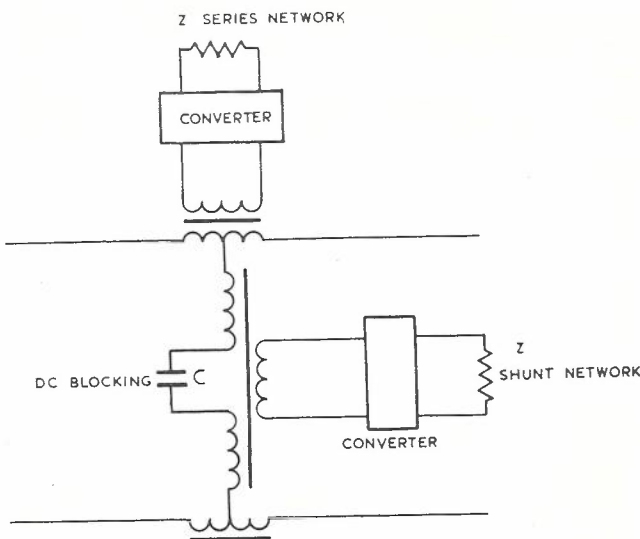 Z SERIES NETWORK
CONVERTER
DC BLOCKING C
Z
SHUNT NETWORK
CONVERTER